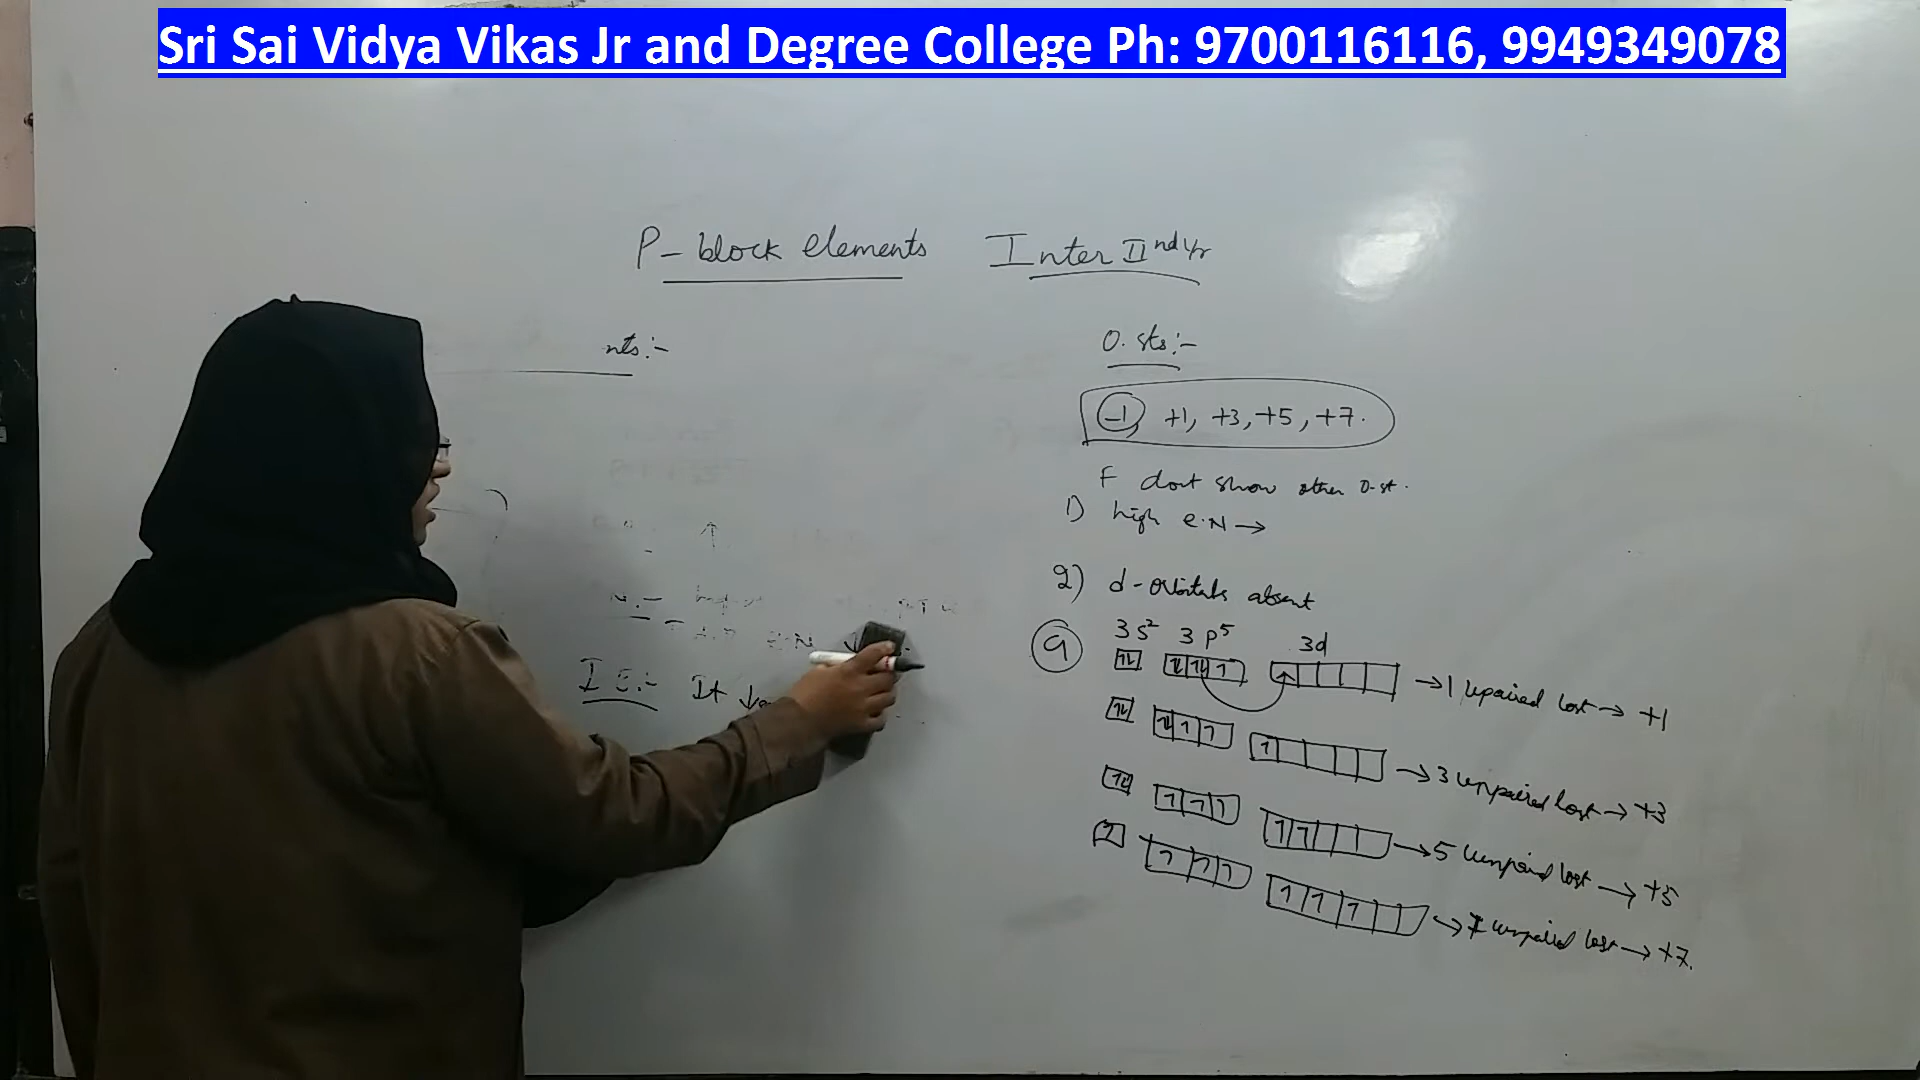 Sri Sai Vidya Vikas Jr and Degree College Ph: 9700116116, 9949349078
P-block elements Inter IInd Yr
nts:-
O. sts:-
-1, +1, +3, +5, +7.
F dont show other O-st.
1) high e.N →
2) d-orbitals absent
3s² 3p⁵ 3d
→ 1 upaired lost → +1
I E:- It
→ 3 unpaired lost → +3
→ 5 unpaired lost → +5
→ 7 unpaired lost → +7.